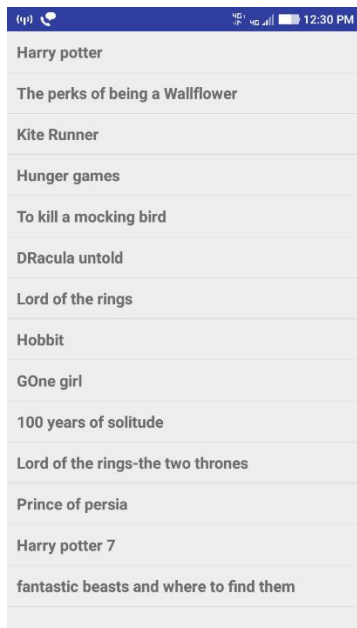 4G+ 4G 12:30 PM
Harry potter
The perks of being a Wallflower
Kite Runner
Hunger games
To kill a mocking bird
DRacula untold
Lord of the rings
Hobbit
GOne girl
100 years of solitude
Lord of the rings-the two thrones
Prince of persia
Harry potter 7
fantastic beasts and where to find them